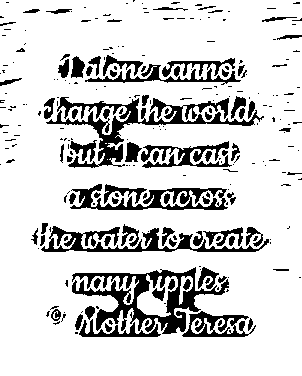 I alone cannot
change the world,
but I can cast
a stone across
the water to create
many ripples
© Mother Teresa